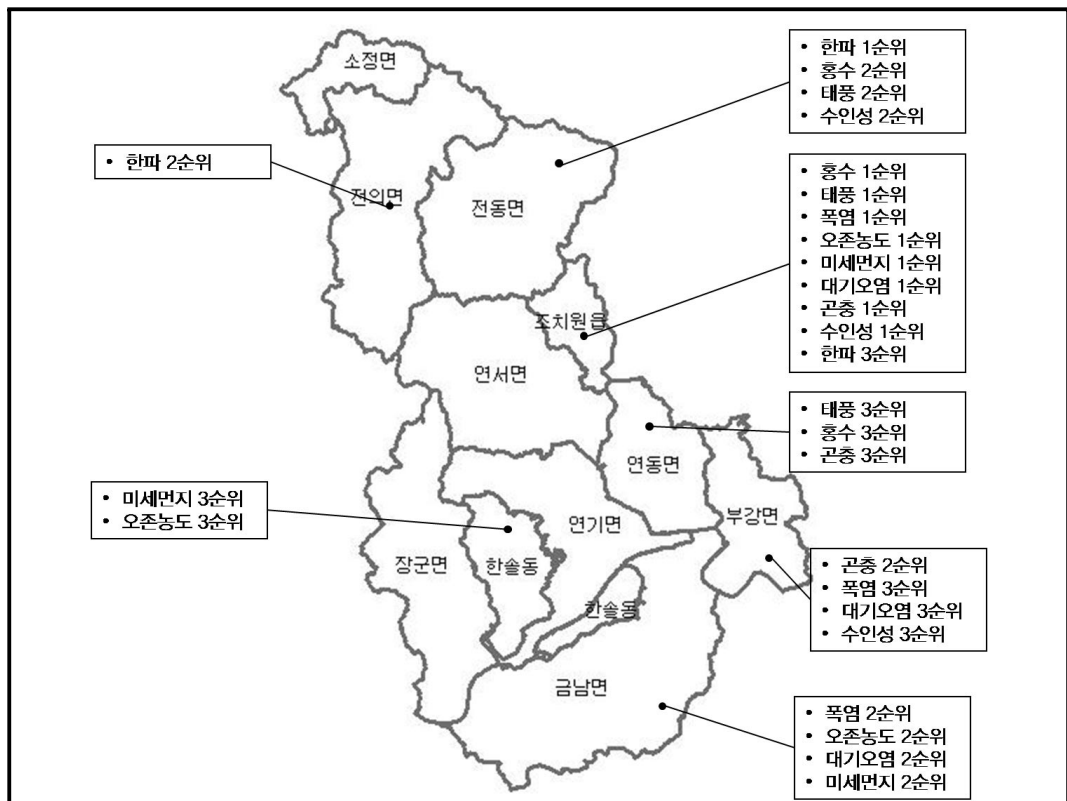 소정면
• 한파 1순위
• 홍수 2순위
• 태풍 2순위
• 수인성 2순위
• 한파 2순위
전의면
전동면
• 홍수 1순위
• 태풍 1순위
• 폭염 1순위
• 오존농도 1순위
• 미세먼지 1순위
• 대기오염 1순위
• 곤충 1순위
• 수인성 1순위
• 한파 3순위
조치원읍
연서면
• 태풍 3순위
• 홍수 3순위
• 곤충 3순위
연동면
• 미세먼지 3순위
• 오존농도 3순위
연기면
부강면
장군면
한솔동
한솔동
• 곤충 2순위
• 폭염 3순위
• 대기오염 3순위
• 수인성 3순위
금남면
• 폭염 2순위
• 오존농도 2순위
• 대기오염 2순위
• 미세먼지 2순위